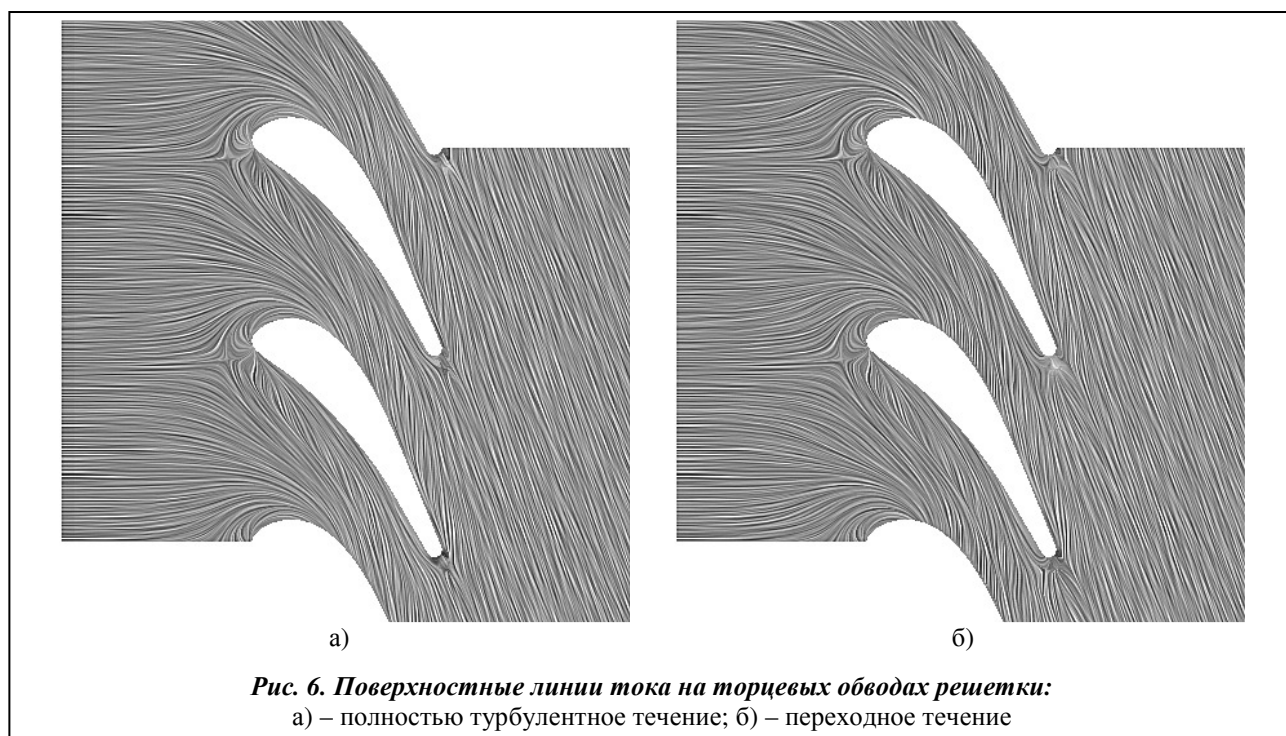 а)
б)
Рис. 6. Поверхностные линии тока на торцевых обводах решетки:
а) – полностью турбулентное течение; б) – переходное течение